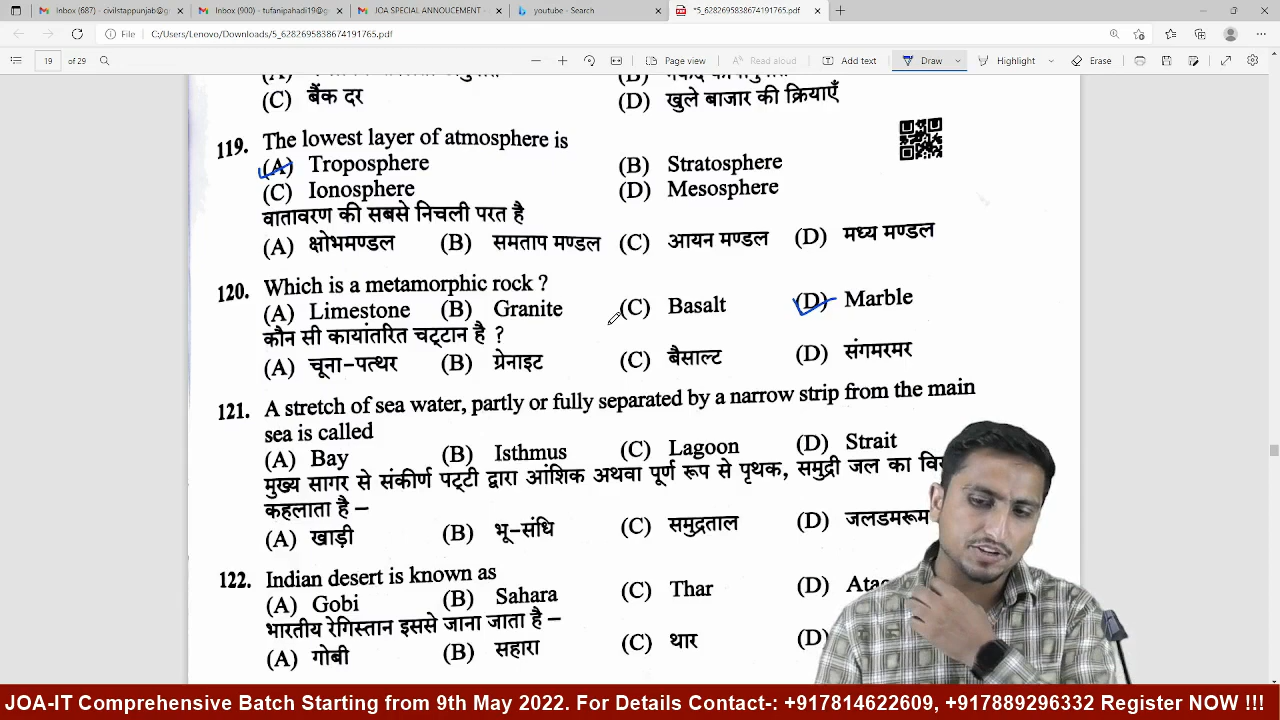 Inbox (687) - civilstappunjab@g
Inbox (900) - tufanipahadi19@g
JOA SPECIAL ANNOUCEMENT -
youtube - Search
*5_6282695838674191765.pdf
File C:/Users/Lenovo/Downloads/5_6282695838674191765.pdf
19 of 29
Page view
Read aloud
Add text
Draw
Highlight
Erase
(C) बैंक दर
(D) खुले बाजार की क्रियाएँ
119. The lowest layer of atmosphere is
(A) Troposphere (B) Stratosphere
(C) Ionosphere (D) Mesosphere
वातावरण की सबसे निचली परत है
(A) क्षोभमण्डल (B) समताप मण्डल (C) आयन मण्डल (D) मध्य मण्डल
120. Which is a metamorphic rock ?
(A) Limestone (B) Granite (C) Basalt (D) Marble
कौन सी कायांतरित चट्टान है ?
(A) चूना-पत्थर (B) ग्रेनाइट (C) बैसाल्ट (D) संगमरमर
121. A stretch of sea water, partly or fully separated by a narrow strip from the main
sea is called
(A) Bay (B) Isthmus (C) Lagoon (D) Strait
मुख्य सागर से संकीर्ण पट्टी द्वारा आंशिक अथवा पूर्ण रूप से पृथक, समुद्री जल का
कहलाता है –
(A) खाड़ी (B) भू-संधि (C) समुद्रताल (D) जलडमरूम
122. Indian desert is known as
(A) Gobi (B) Sahara (C) Thar (D)
भारतीय रेगिस्तान इससे जाना जाता है –
(A) गोबी (B) सहारा (C) थार (D)
JOA-IT Comprehensive Batch Starting from 9th May 2022. For Details Contact-: +917814622609, +917889296332 Register NOW !!!